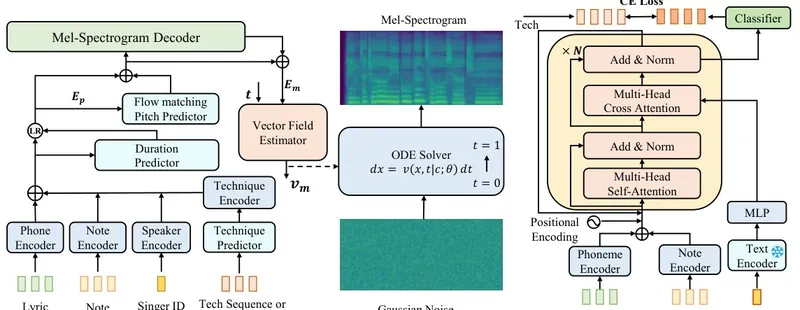 Mel-Spectrogram Decoder
E_m
E_p
Flow matching
Pitch Predictor
LR
Duration
Predictor
Technique
Encoder
Phone
Encoder
Note
Encoder
Speaker
Encoder
Technique
Predictor
Lyric
Note
Singer ID
Tech Sequence or
t
Vector Field
Estimator
v_m
Mel-Spectrogram
ODE Solver
dx = v(x, t|c; θ) dt
t = 1
t = 0
Gaussian Noise
CE Loss
Tech
Classifier
× N
Add & Norm
Multi-Head
Cross Attention
Add & Norm
Multi-Head
Self-Attention
Positional
Encoding
MLP
Phoneme
Encoder
Note
Encoder
Text
Encoder